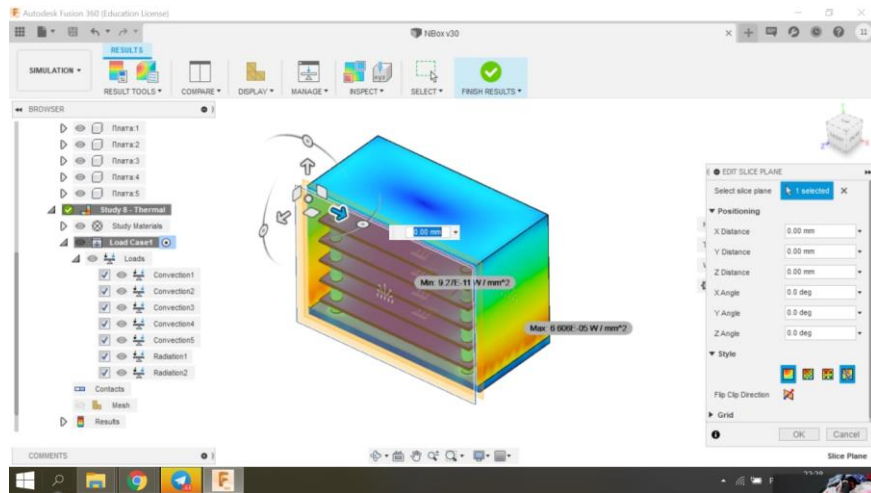 Autodesk Fusion 360 (Education License)
NiBox v30
11
RESULTS
SIMULATION
RESULT TOOLS
COMPARE
DISPLAY
MANAGE
INSPECT
SELECT
FINISH RESULTS
BROWSER
Плата:1
Плата:2
Плата:3
Плата:4
Плата:5
Study 8 - Thermal
Study Materials
Load Case1
Loads
Convection1
Convection2
Convection3
Convection4
Convection5
Radiation1
Radiation2
Contacts
Mesh
Results
COMMENTS
0.00 mm
Min: 9.27E-11 W / mm^2
Max: 6.606E-05 W / mm^2
EDIT SLICE PLANE
Select slice plane 1 selected
Positioning
X Distance 0.00 mm
Y Distance 0.00 mm
Z Distance 0.00 mm
X Angle 0.0 deg
Y Angle 0.0 deg
Z Angle 0.0 deg
Style
Flip Clip Direction
Grid
OK Cancel
Slice Plane